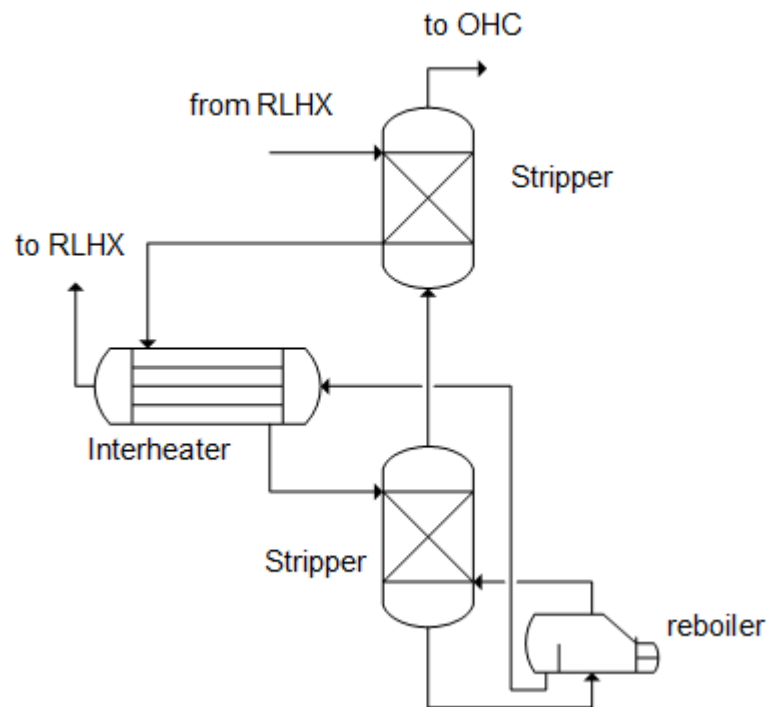 to OHC
from RLHX
Stripper
to RLHX
Interheater
Stripper
reboiler